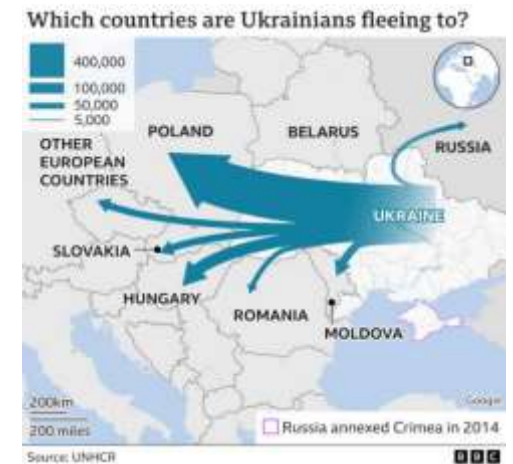 Which countries are Ukrainians fleeing to?
400,000
100,000
50,000
5,000
POLAND
BELARUS
RUSSIA
OTHER
EUROPEAN
COUNTRIES
UKRAINE
SLOVAKIA
HUNGARY
ROMANIA
MOLDOVA
200km
200 miles
Google
Russia annexed Crimea in 2014
Source: UNHCR
BBC